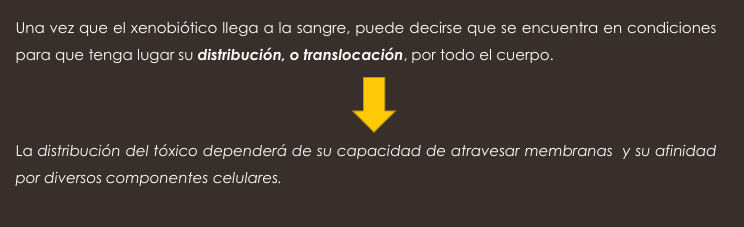 Una vez que el xenobiótico llega a la sangre, puede decirse que se encuentra en condiciones
para que tenga lugar su distribución, o translocación, por todo el cuerpo.
La distribución del tóxico dependerá de su capacidad de atravesar membranas y su afinidad
por diversos componentes celulares.